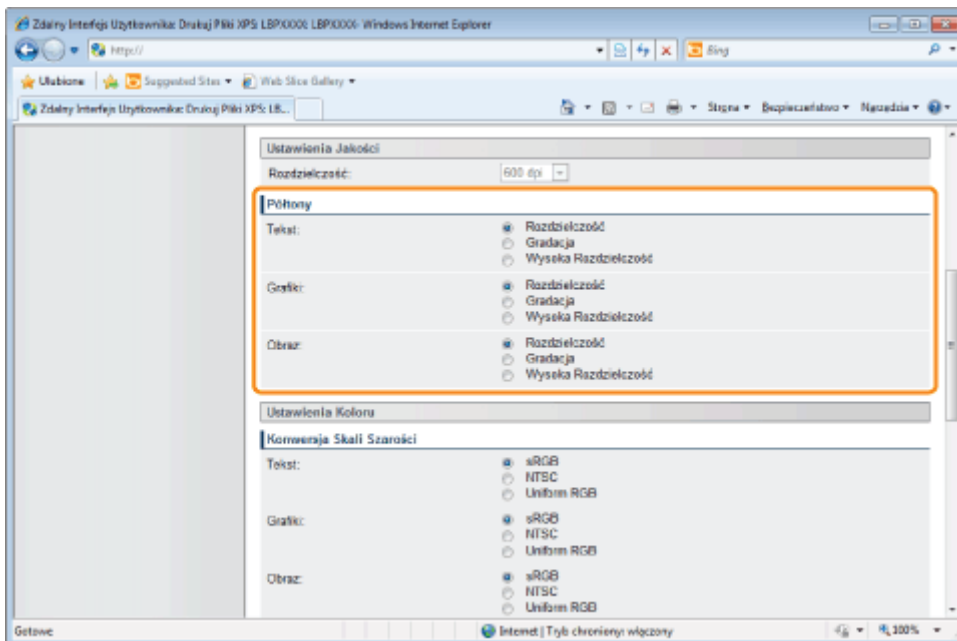 Zdalny Interfejs Użytkownika: Drukuj Pliki XPS: LBPXXXX: LBPXXXX - Windows Internet Explorer
http://
Bing
Ulubione Suggested Sites Web Slice Gallery
Zdalny Interfejs Użytkownika: Drukuj Pliki XPS: LB...
Strona Bezpieczeństwo Narzędzia
Ustawienia Jakości
Rozdzielczość: 600 dpi
Półtony
Tekst: Rozdzielczość
Gradacja
Wysoka Rozdzielczość
Grafiki: Rozdzielczość
Gradacja
Wysoka Rozdzielczość
Obraz: Rozdzielczość
Gradacja
Wysoka Rozdzielczość
Ustawienia Koloru
Konwersja Skali Szarości
Tekst: sRGB
NTSC
Uniform RGB
Grafiki: sRGB
NTSC
Uniform RGB
Obraz: sRGB
NTSC
Uniform RGB
Gotowe Internet | Tryb chroniony: włączony 100%